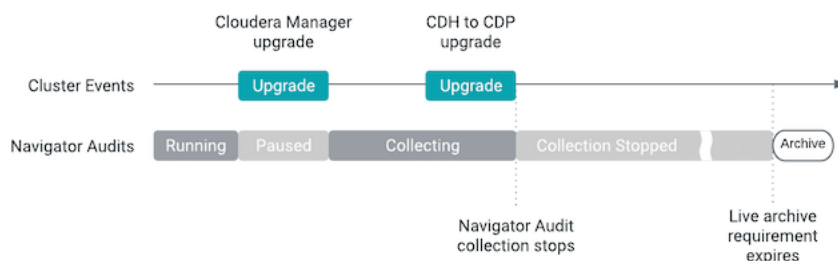 Cloudera Manager
upgrade
CDH to CDP
upgrade
Cluster Events
Upgrade
Upgrade
Navigator Audits
Running
Paused
Collecting
Collection Stopped
Archive
Navigator Audit
collection stops
Live archive
requirement
expires